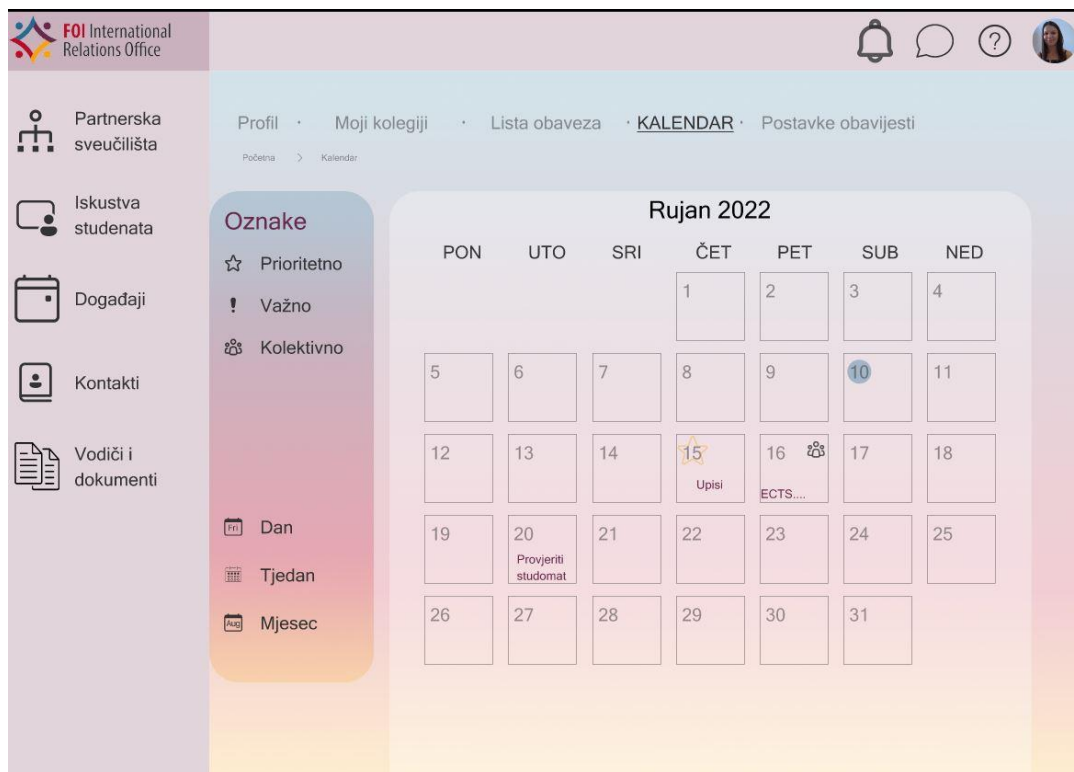 FOI International
Relations Office
Partnerska
sveučilišta
Iskustva
studenata
Događaji
Kontakti
Vodiči i
dokumenti
Profil · Moji kolegiji · Lista obaveza · KALENDAR · Postavke obavijesti
Početna > Kalendar
Oznake
Prioritetno
Važno
Kolektivno
Fri Dan
Tjedan
Aug Mjesec
Rujan 2022
PON UTO SRI ČET PET SUB NED
1 2 3 4
5 6 7 8 9 10 11
12 13 14 15 16 17 18
Upisi
ECTS....
19 20 21 22 23 24 25
Provjeriti
studomat
26 27 28 29 30 31